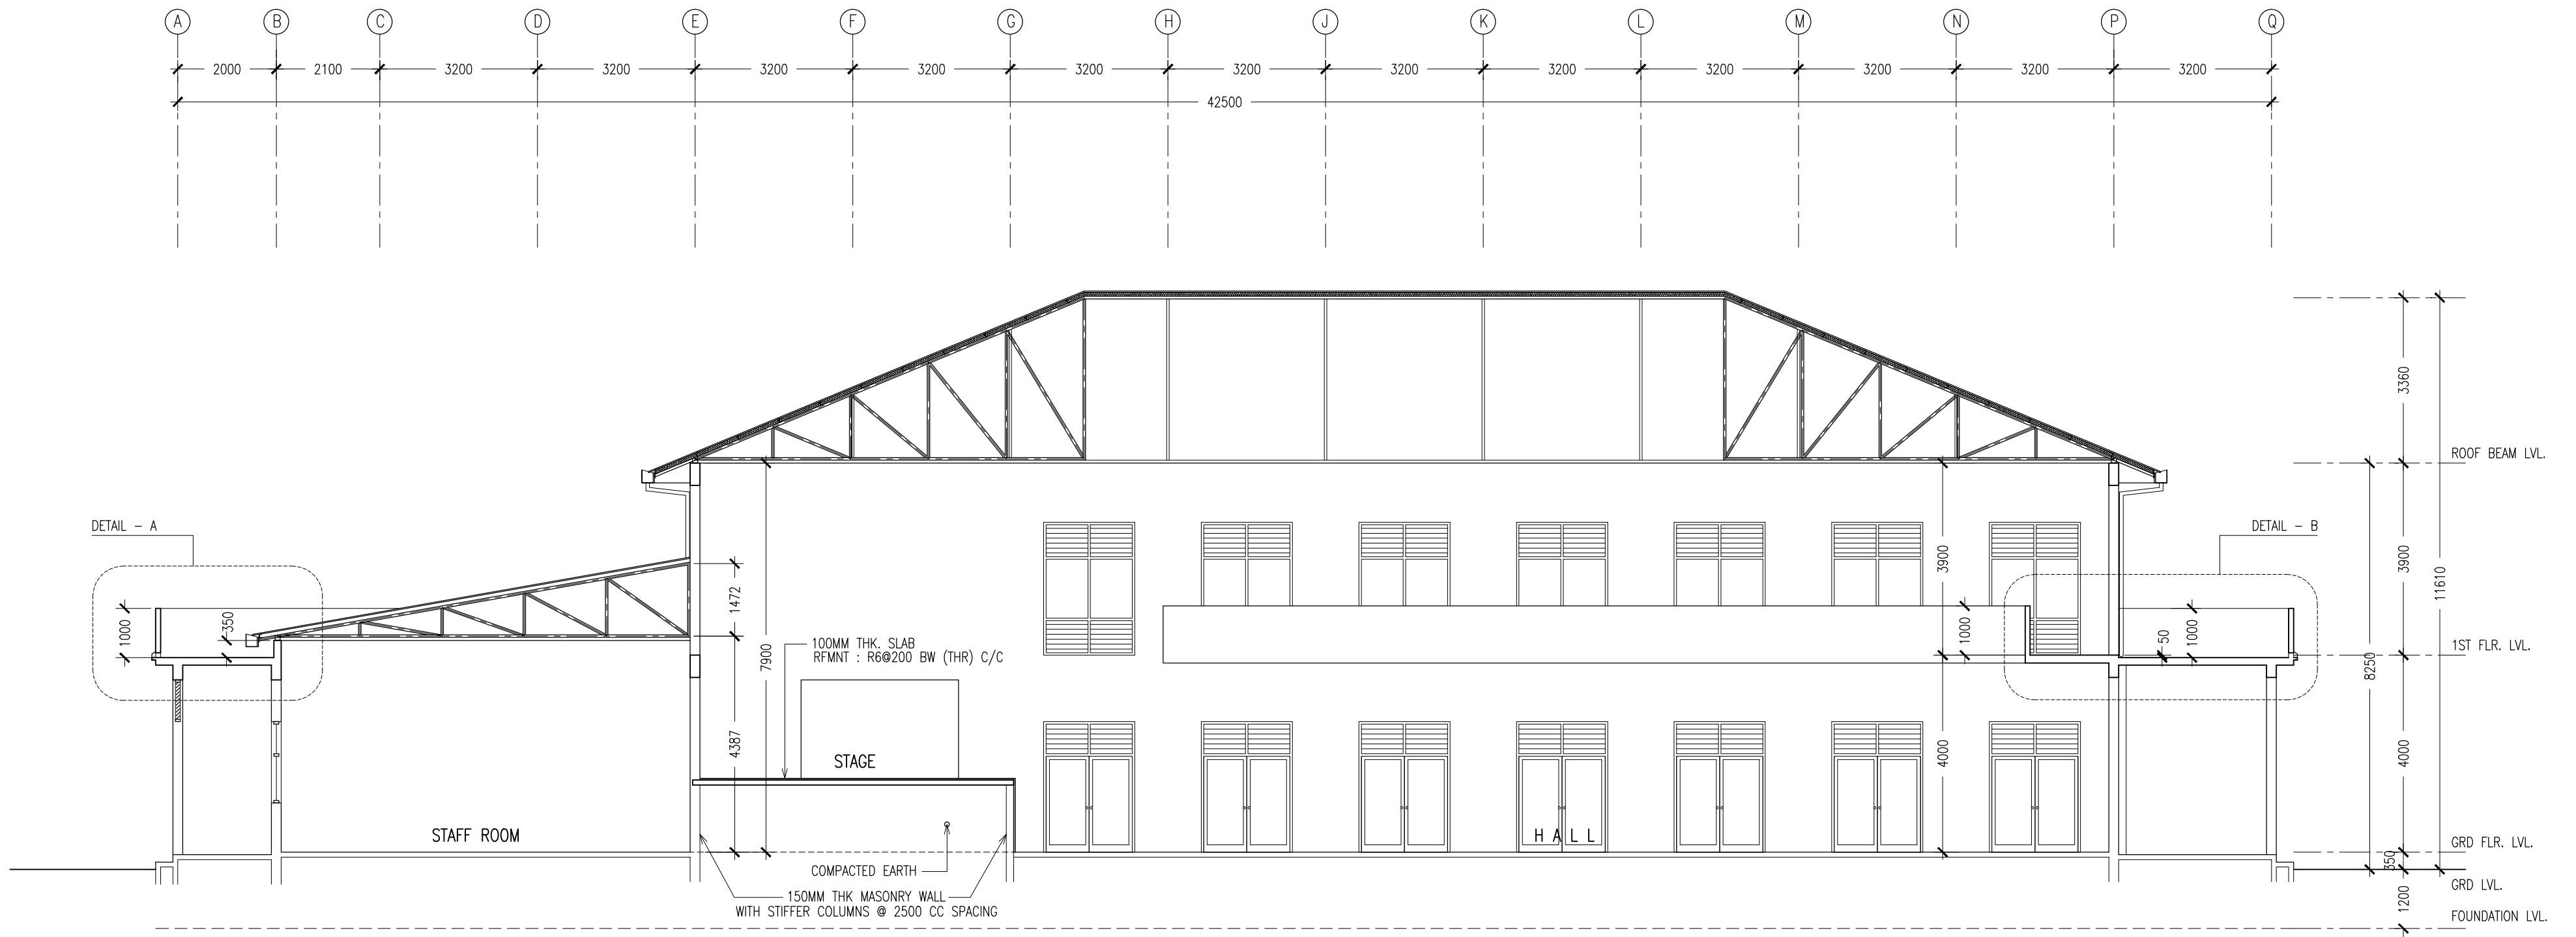 A B C D E F G H J K L M N P Q
2000 2100 3200 3200 3200 3200 3200 3200 3200 3200 3200 3200 3200 3200
42500
3360
ROOF BEAM LVL.
DETAIL - A
DETAIL - B
3900
3900
11610
1472
1000
350
1000
50
1000
100MM THK. SLAB
RFMNT : R6@200 BW (THR) C/C
7900
1ST FLR. LVL.
8250
4387
STAGE
4000
4000
STAFF ROOM
H A L L
GRD FLR. LVL.
350
COMPACTED EARTH
GRD LVL.
150MM THK MASONRY WALL
WITH STIFFER COLUMNS @ 2500 CC SPACING
1200
FOUNDATION LVL.